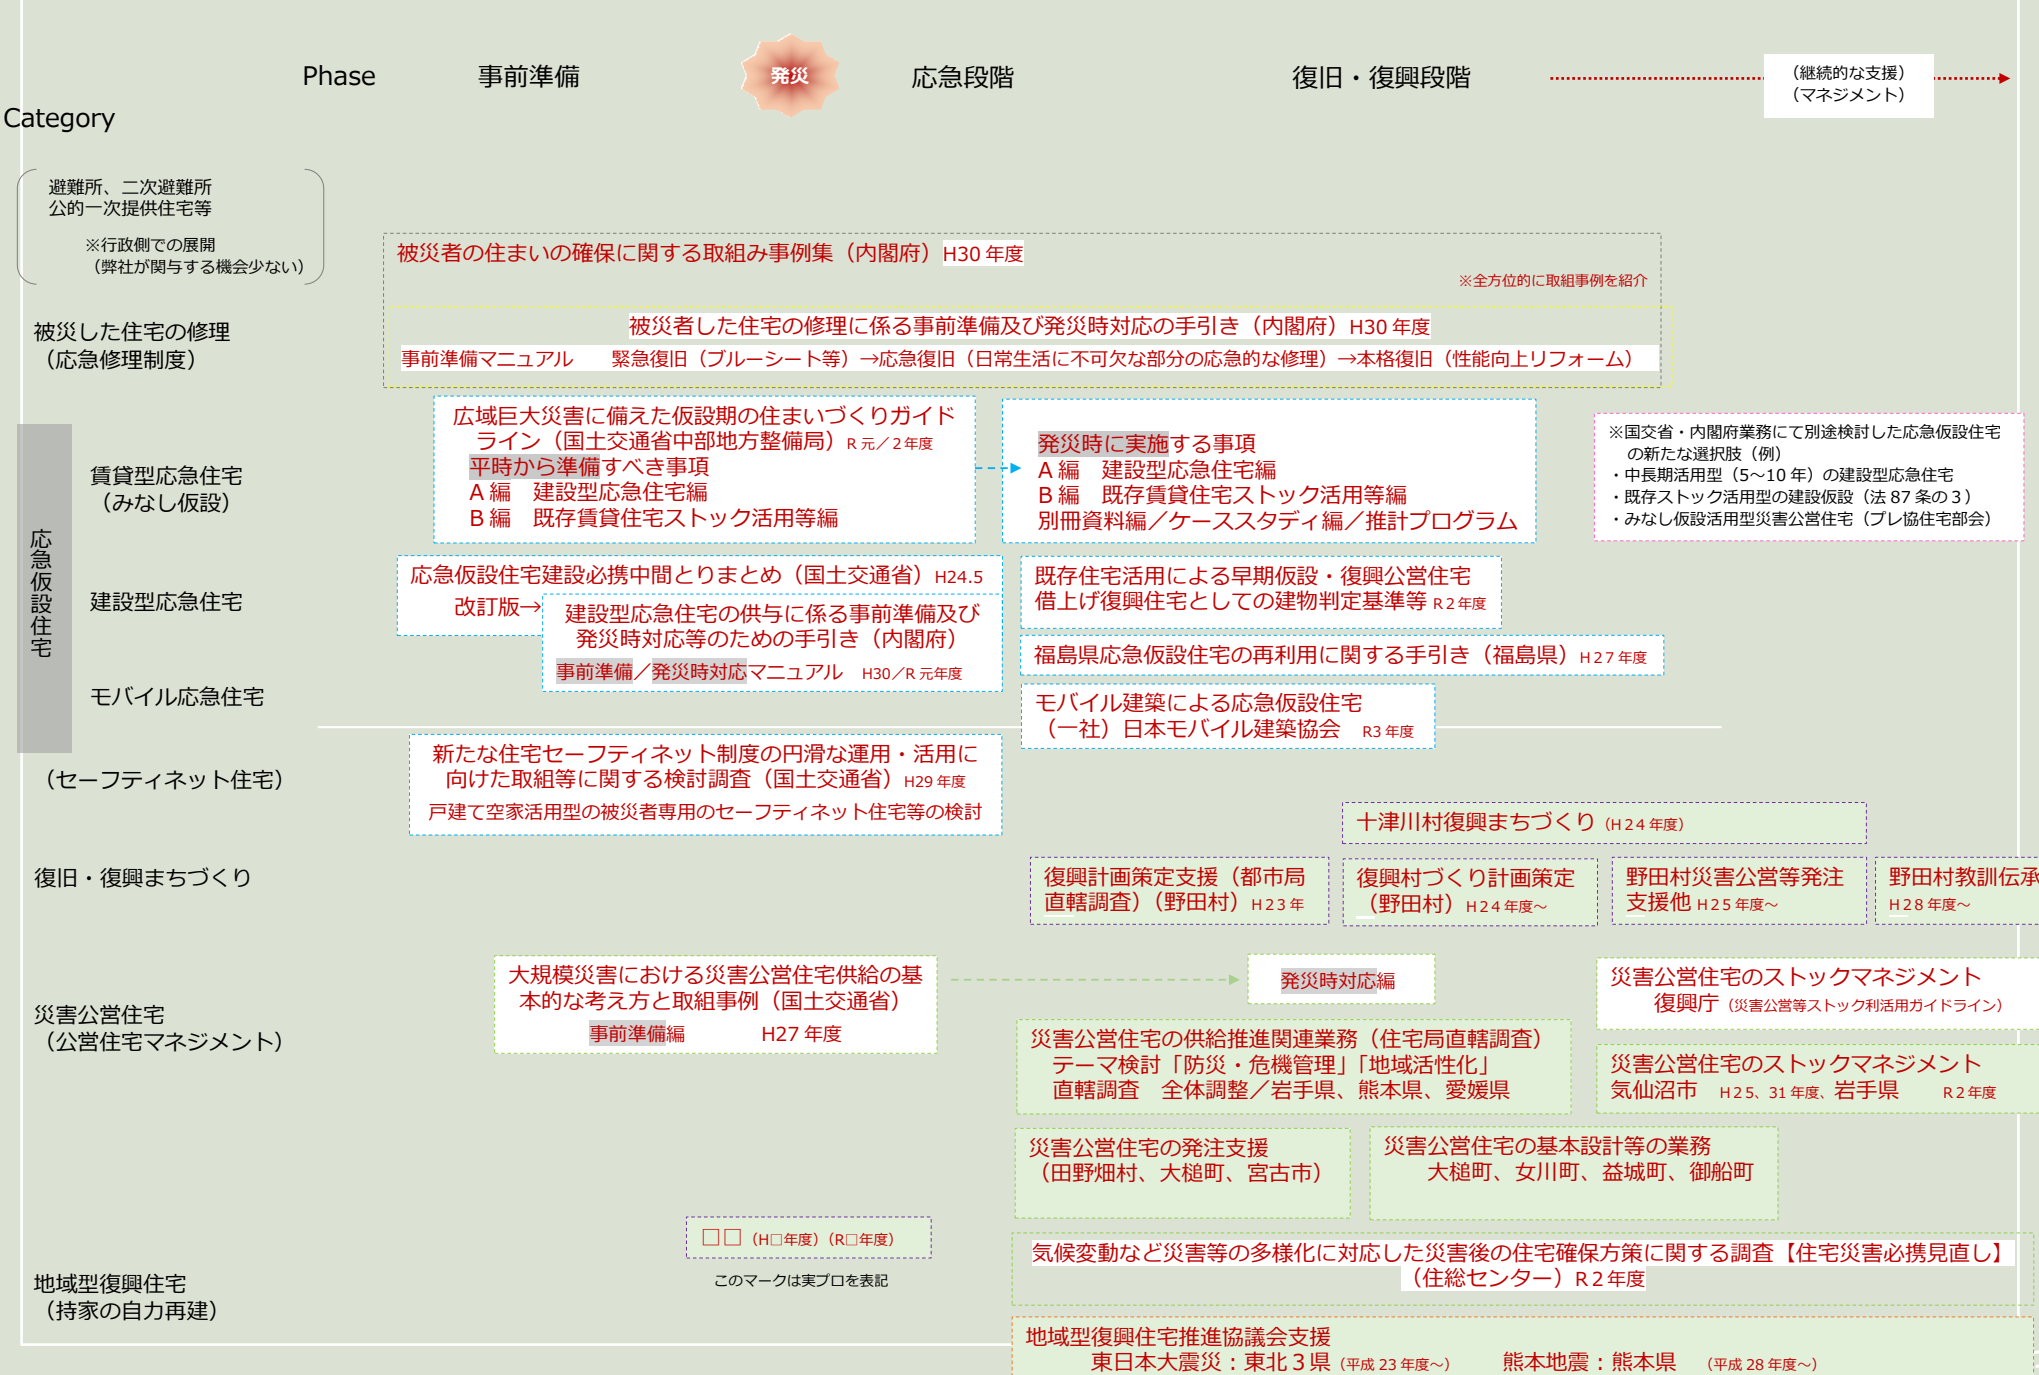 Phase
事前準備
発災
応急段階
復旧・復興段階
（継続的な支援）
（マネジメント）
Category
避難所、二次避難所
公的一次提供住宅等
※行政側での展開
（弊社が関与する機会少ない）
被災者の住まいの確保に関する取組み事例集（内閣府）H30 年度
※全方位的に取組事例を紹介
被災した住宅の修理
（応急修理制度）
被災者した住宅の修理に係る事前準備及び発災時対応の手引き（内閣府）H30 年度
事前準備マニュアル　　緊急復旧（ブルーシート等）→応急復旧（日常生活に不可欠な部分の応急的な修理）→本格復旧（性能向上リフォーム）
応急仮設住宅
賃貸型応急住宅
（みなし仮設）
広域巨大災害に備えた仮設期の住まいづくりガイド
ライン（国土交通省中部地方整備局）R 元／２年度
平時から準備すべき事項
A 編　建設型応急住宅編
B 編　既存賃貸住宅ストック活用等編
発災時に実施する事項
A 編　建設型応急住宅編
B 編　既存賃貸住宅ストック活用等編
別冊資料編／ケーススタディ編／推計プログラム
※国交省・内閣府業務にて別途検討した応急仮設住宅
の新たな選択肢（例）
・中長期活用型（5～10 年）の建設型応急住宅
・既存ストック活用型の建設仮設（法 87 条の３）
・みなし仮設活用型災害公営住宅（プレ協住宅部会）
建設型応急住宅
応急仮設住宅建設必携中間とりまとめ（国土交通省）H24.5
改訂版→
建設型応急住宅の供与に係る事前準備及び
発災時対応等のための手引き（内閣府）
事前準備／発災時対応マニュアル　H30／R 元年度
既存住宅活用による早期仮設・復興公営住宅
借上げ復興住宅としての建物判定基準等 R２年度
福島県応急仮設住宅の再利用に関する手引き（福島県）H２７年度
モバイル応急住宅
モバイル建築による応急仮設住宅
（一社）日本モバイル建築協会　R3 年度
（セーフティネット住宅）
新たな住宅セーフティネット制度の円滑な運用・活用に
向けた取組等に関する検討調査（国土交通省）H29 年度
戸建て空家活用型の被災者専用のセーフティネット住宅等の検討
十津川村復興まちづくり（H２４年度）
復旧・復興まちづくり
復興計画策定支援（都市局
直轄調査）（野田村）H２３年
復興村づくり計画策定
（野田村）H２４年度～
野田村災害公営等発注
支援他 H２５年度～
野田村教訓伝承
H２８年度～
災害公営住宅
（公営住宅マネジメント）
大規模災害における災害公営住宅供給の基
本的な考え方と取組事例（国土交通省）
事前準備編　　　H27 年度
発災時対応編
災害公営住宅のストックマネジメント
復興庁（災害公営等ストック利活用ガイドライン）
災害公営住宅の供給推進関連業務（住宅局直轄調査）
テーマ検討「防災・危機管理」「地域活性化」
直轄調査　全体調整／岩手県、熊本県、愛媛県
災害公営住宅のストックマネジメント
気仙沼市　H２５、31 年度、岩手県　　R２年度
災害公営住宅の発注支援
（田野畑村、大槌町、宮古市）
災害公営住宅の基本設計等の業務
大槌町、女川町、益城町、御船町
□□（H□年度）（R□年度）
このマークは実プロを表記
地域型復興住宅
（持家の自力再建）
気候変動など災害等の多様化に対応した災害後の住宅確保方策に関する調査【住宅災害必携見直し】
（住総センター）R２年度
地域型復興住宅推進協議会支援
東日本大震災：東北３県（平成 23 年度～）　　熊本地震：熊本県　（平成 28 年度～）